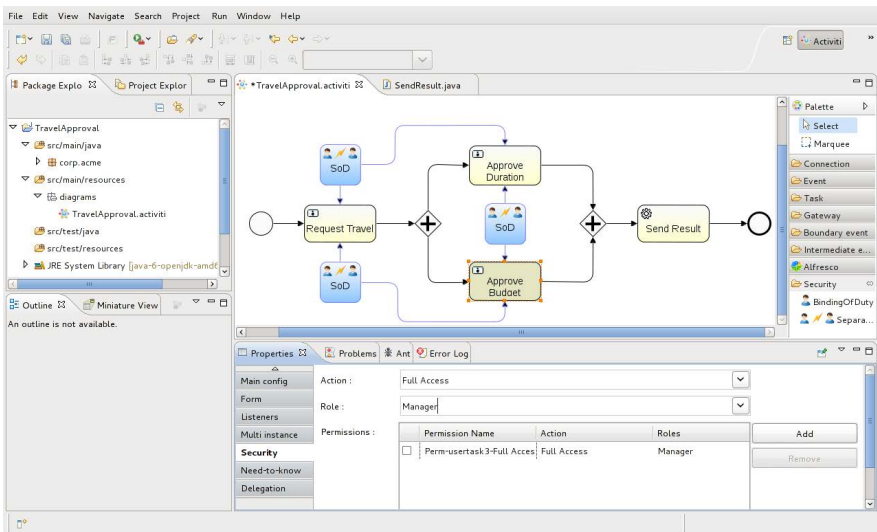 File Edit View Navigate Search Project Run Window Help
Activiti
»
Package Explo
Project Explor
*TravelApproval.activiti
SendResult.java
TravelApproval
src/main/java
corp.acme
src/main/resources
diagrams
TravelApproval.activiti
src/test/java
src/test/resources
JRE System Library [java-6-openjdk-amd6
SoD
Approve
Duration
Request Travel
SoD
Send Result
SoD
Approve
Budget
Palette
Select
Marquee
Connection
Event
Task
Gateway
Boundary event
Intermediate e...
Alfresco
Security
BindingOfDuty
Separa...
Outline
Miniature View
An outline is not available.
Properties
Problems
Ant
Error Log
Main config
Form
Listeners
Multi instance
Security
Need-to-know
Delegation
Action :
Full Access
Role :
Manager
Permissions :
Permission Name Action Roles
Perm-usertask3-Full Acces Full Access Manager
Add
Remove